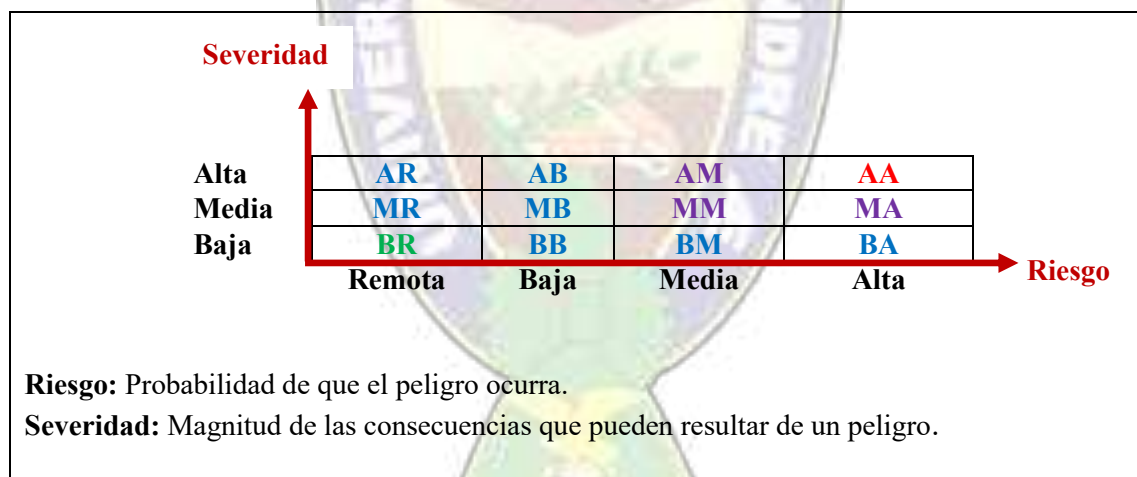 Severidad
Alta AR AB AM AA
Media MR MB MM MA
Baja BR BB BM BA
Remota Baja Media Alta
Riesgo
Riesgo: Probabilidad de que el peligro ocurra.
Severidad: Magnitud de las consecuencias que pueden resultar de un peligro.